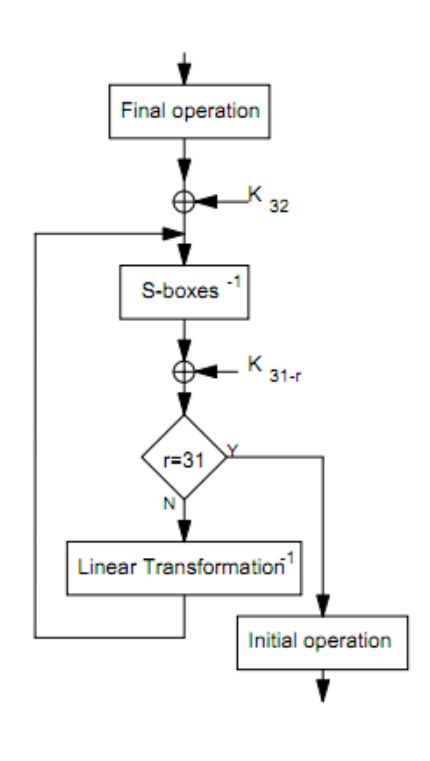 Final operation
K 32
S-boxes -1
K 31-r
r=31
Y
N
Linear Transformation -1
Initial operation